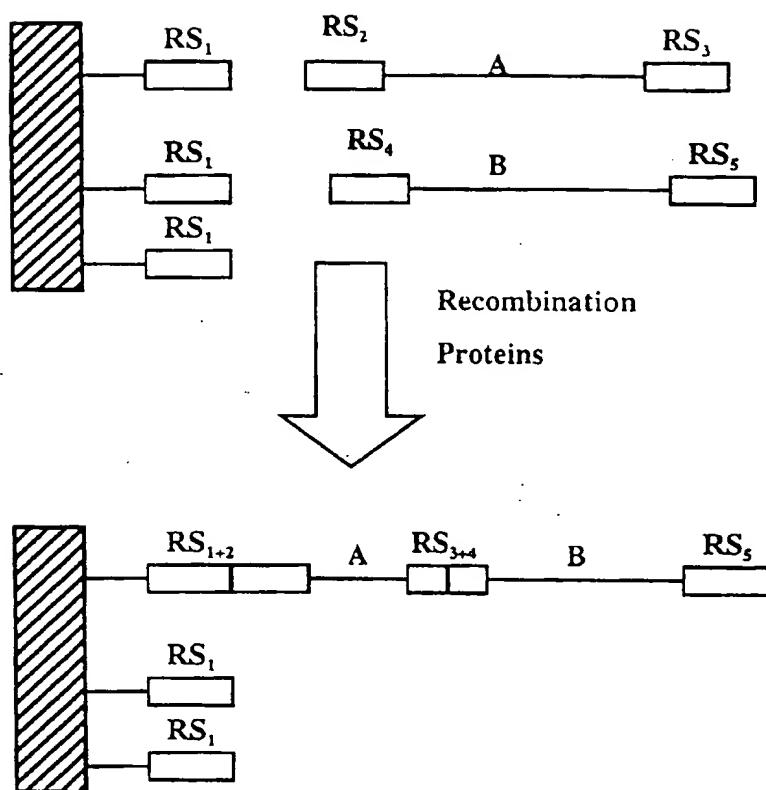 RS₁ RS₂ A RS₃
RS₁ RS₄ B RS₅
RS₁
Recombination
Proteins
RS₁₊₂ A RS₃₊₄ B RS₅
RS₁
RS₁